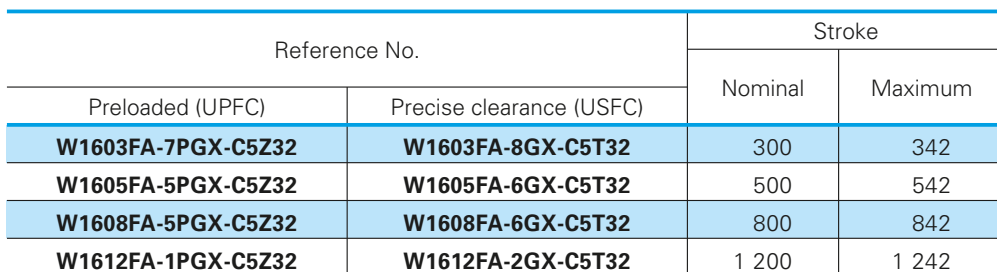 Reference No. Stroke
Preloaded (UPFC) Precise clearance (USFC) Nominal Maximum
W1603FA-7PGX-C5Z32 W1603FA-8GX-C5T32 300 342
W1605FA-5PGX-C5Z32 W1605FA-6GX-C5T32 500 542
W1608FA-5PGX-C5Z32 W1608FA-6GX-C5T32 800 842
W1612FA-1PGX-C5Z32 W1612FA-2GX-C5T32 1 200 1 242